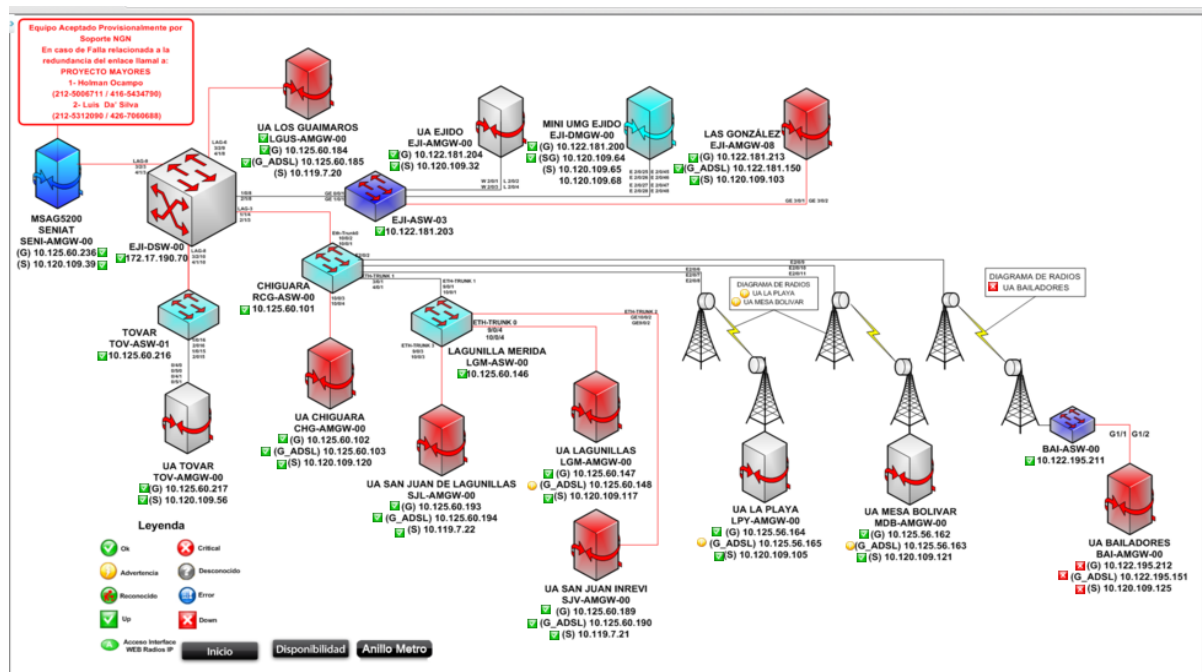 Equipo Aceptado Provisionalmente por
Soporte NGN
En caso de Falla relacionada a la
redundancia del enlace llamal a:
PROYECTO MAYORES
1- Holman Ocampo
(212-5006711 / 416-5434790)
2- Luis Da' Silva
(212-5312090 / 426-7060688)
UA LOS GUAIMAROS
LGUS-AMGW-00
(G) 10.125.60.184
(G_ADSL) 10.125.60.185
(S) 10.119.7.20
UA EJIDO
EJI-AMGW-00
(G) 10.122.181.204
(S) 10.120.109.32
MINI UMG EJIDO
EJI-DMGW-00
(G) 10.122.181.200
(SG) 10.120.109.64
10.120.109.65
10.120.109.68
LAS GONZÁLEZ
EJI-AMGW-08
(G) 10.122.181.213
(G_ADSL) 10.122.181.150
(S) 10.120.109.103
MSAG5200
SENIAT
SENI-AMGW-00
(G) 10.125.60.236
(S) 10.120.109.39
EJI-DSW-00
172.17.190.70
EJI-ASW-03
10.122.181.203
CHIGUARA
RCG-ASW-00
10.125.60.101
ETH-TRUNK 1
ETH-TRUNK 1
ETH-TRUNK 2
ETH-TRUNK 0
9/0/4
10/0/4
TOVAR
TOV-ASW-01
10.125.60.216
LAGUNILLA MERIDA
LGM-ASW-00
10.125.60.146
DIAGRAMA DE RADIOS
UA LA PLAYA
UA MESA BOLIVAR
DIAGRAMA DE RADIOS
UA BAILADORES
UA TOVAR
TOV-AMGW-00
(G) 10.125.60.217
(S) 10.120.109.56
UA CHIGUARA
CHG-AMGW-00
(G) 10.125.60.102
(G_ADSL) 10.125.60.103
(S) 10.120.109.120
UA SAN JUAN DE LAGUNILLAS
SJL-AMGW-00
(G) 10.125.60.193
(G_ADSL) 10.125.60.194
(S) 10.119.7.22
UA LAGUNILLAS
LGM-AMGW-00
(G) 10.125.60.147
(G_ADSL) 10.125.60.148
(S) 10.120.109.117
UA SAN JUAN INREVI
SJV-AMGW-00
(G) 10.125.60.189
(G_ADSL) 10.125.60.190
(S) 10.119.7.21
UA LA PLAYA
LPY-AMGW-00
(G) 10.125.56.164
(G_ADSL) 10.125.56.165
(S) 10.120.109.105
UA MESA BOLIVAR
MDB-AMGW-00
(G) 10.125.56.162
(G_ADSL) 10.125.56.163
(S) 10.120.109.121
BAI-ASW-00
10.122.195.211
G1/1 G1/2
UA BAILADORES
BAI-AMGW-00
(G) 10.122.195.212
(G_ADSL) 10.122.195.151
(S) 10.120.109.125
Leyenda
Ok
Critical
Advertencia
Desconocido
Reconocido
Error
Up
Down
Acceso Interface
WEB Radios IP
Inicio
Disponibilidad
Anillo Metro